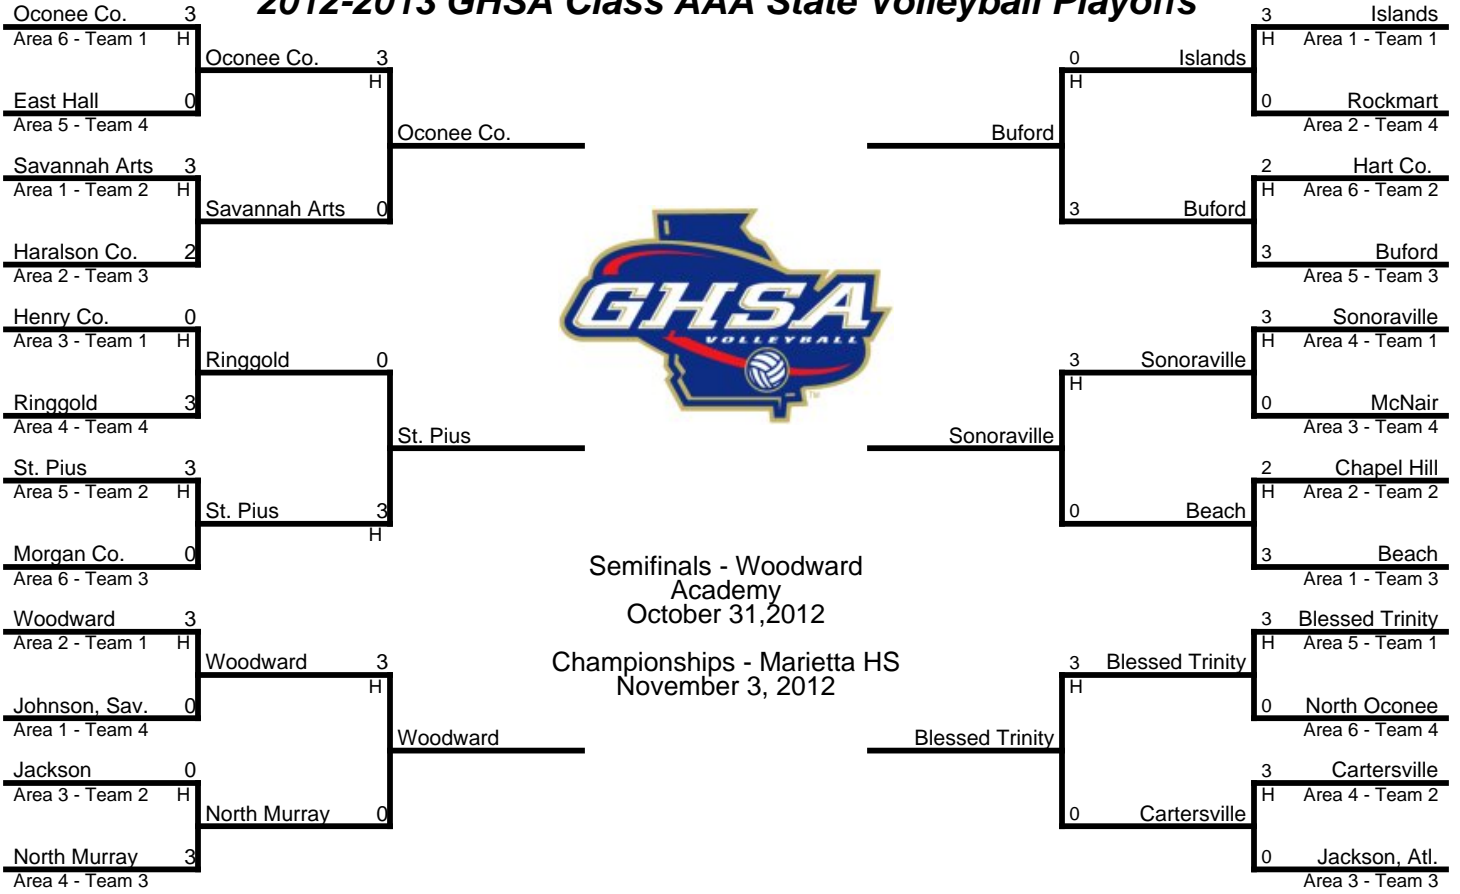 2012-2013 GHSA Class AAA State Volleyball Playoffs
Oconee Co. 3
Area 6 - Team 1 H
Oconee Co. 3
H
East Hall 0
Area 5 - Team 4
Oconee Co.
Savannah Arts 3
Area 1 - Team 2 H
Savannah Arts 0
Haralson Co. 2
Area 2 - Team 3
Henry Co. 0
Area 3 - Team 1 H
Ringgold 0
Ringgold 3
Area 4 - Team 4
St. Pius
St. Pius 3
Area 5 - Team 2 H
St. Pius 3
H
Morgan Co. 0
Area 6 - Team 3
Woodward 3
Area 2 - Team 1 H
Woodward 3
H
Johnson, Sav. 0
Area 1 - Team 4
Woodward
Jackson 0
Area 3 - Team 2 H
North Murray 0
North Murray 3
Area 4 - Team 3
GHSA
VOLLEYBALL
TM
Semifinals - Woodward
Academy
October 31,2012
Championships - Marietta HS
November 3, 2012
3 Islands
H Area 1 - Team 1
0 Islands
H
0 Rockmart
Area 2 - Team 4
Buford
2 Hart Co.
H Area 6 - Team 2
3 Buford
3 Buford
Area 5 - Team 3
3 Sonoraville
H Area 4 - Team 1
3 Sonoraville
H
0 McNair
Area 3 - Team 4
Sonoraville
2 Chapel Hill
H Area 2 - Team 2
0 Beach
3 Beach
Area 1 - Team 3
3 Blessed Trinity
H Area 5 - Team 1
3 Blessed Trinity
H
0 North Oconee
Area 6 - Team 4
Blessed Trinity
3 Cartersville
H Area 4 - Team 2
0 Cartersville
0 Jackson, Atl.
Area 3 - Team 3